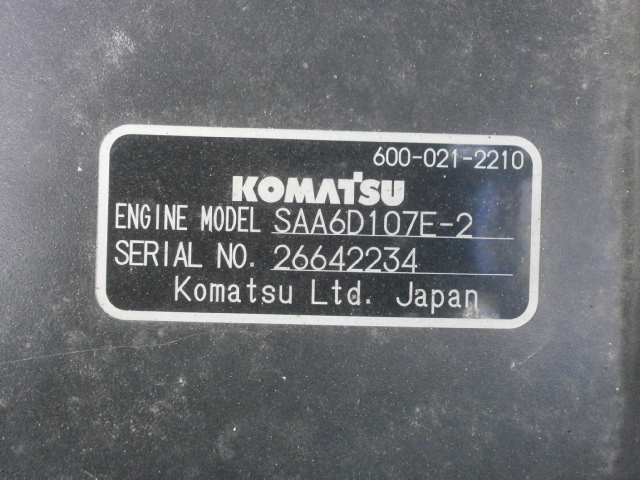 600-021-2210
KOMATSU
ENGINE MODEL SAA6D107E-2
SERIAL NO. 26642234
Komatsu Ltd. Japan